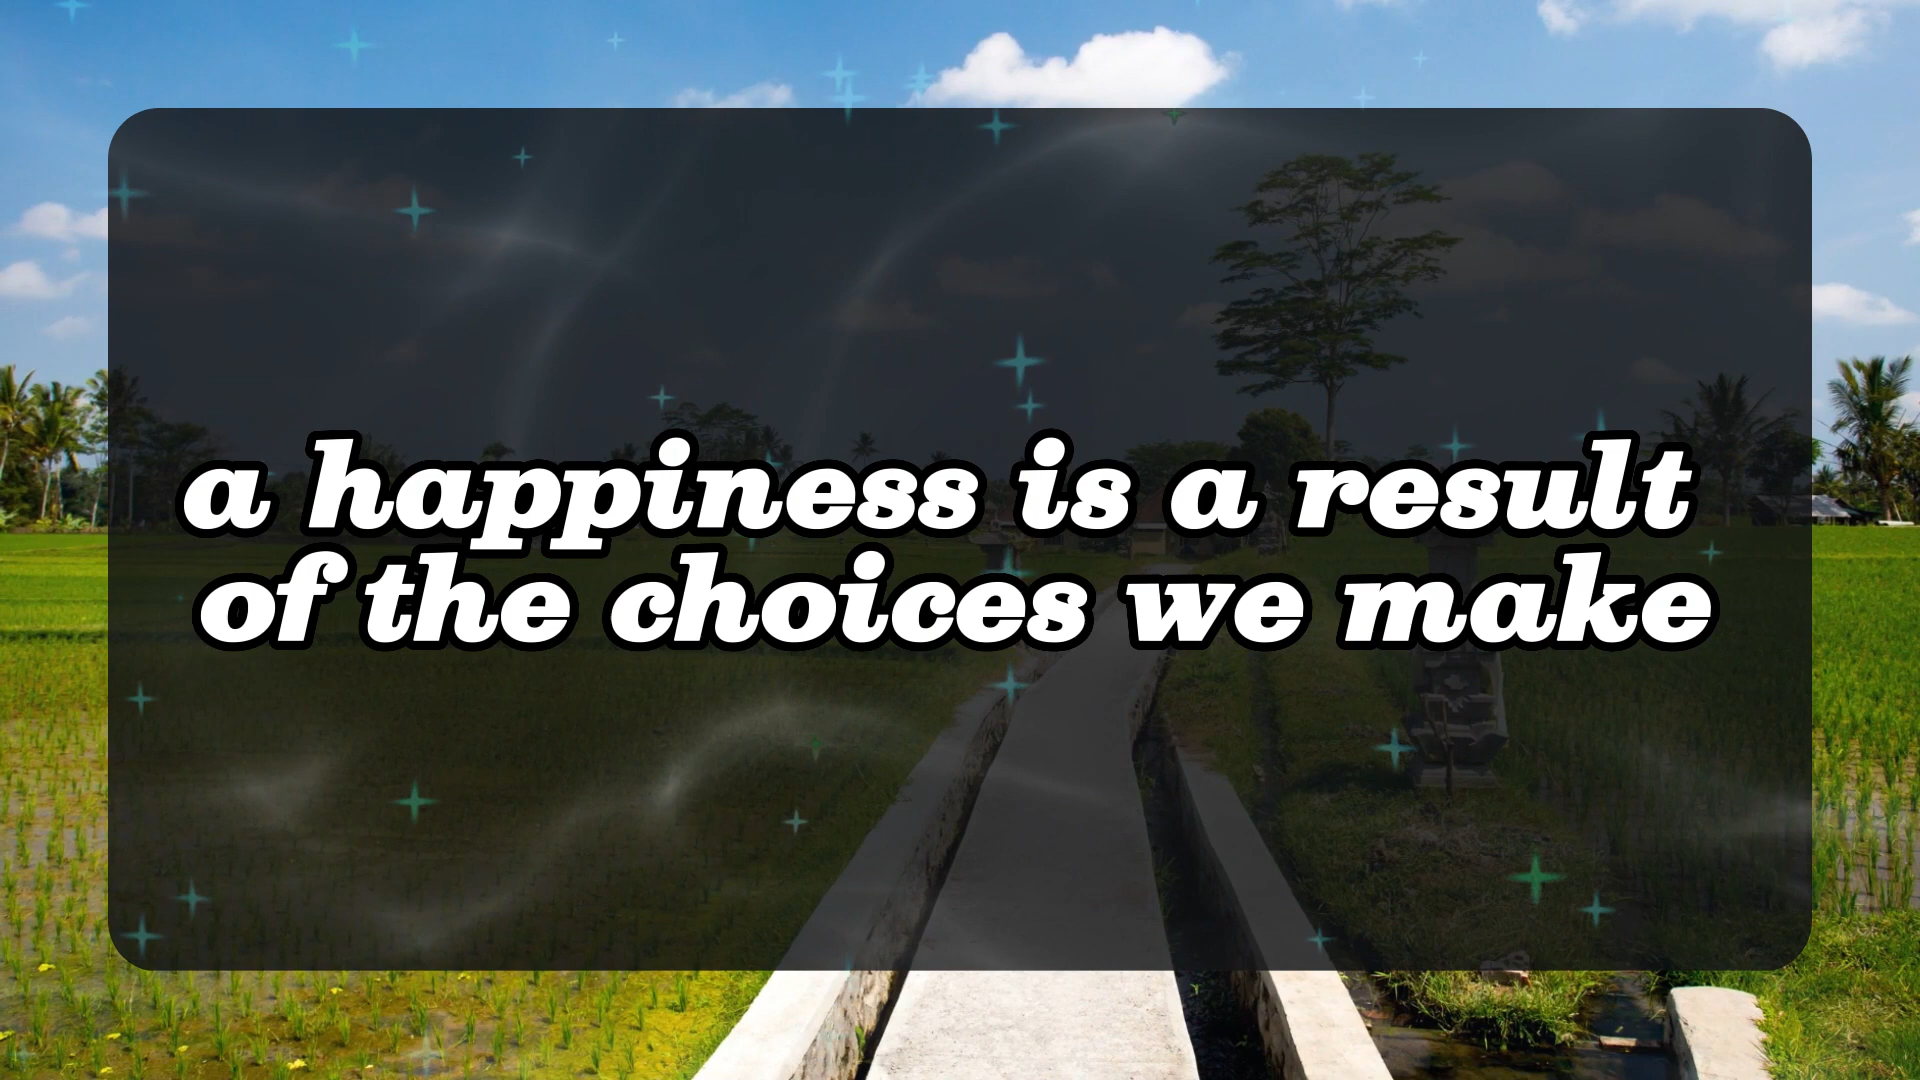 a happiness is a result
of the choices we make